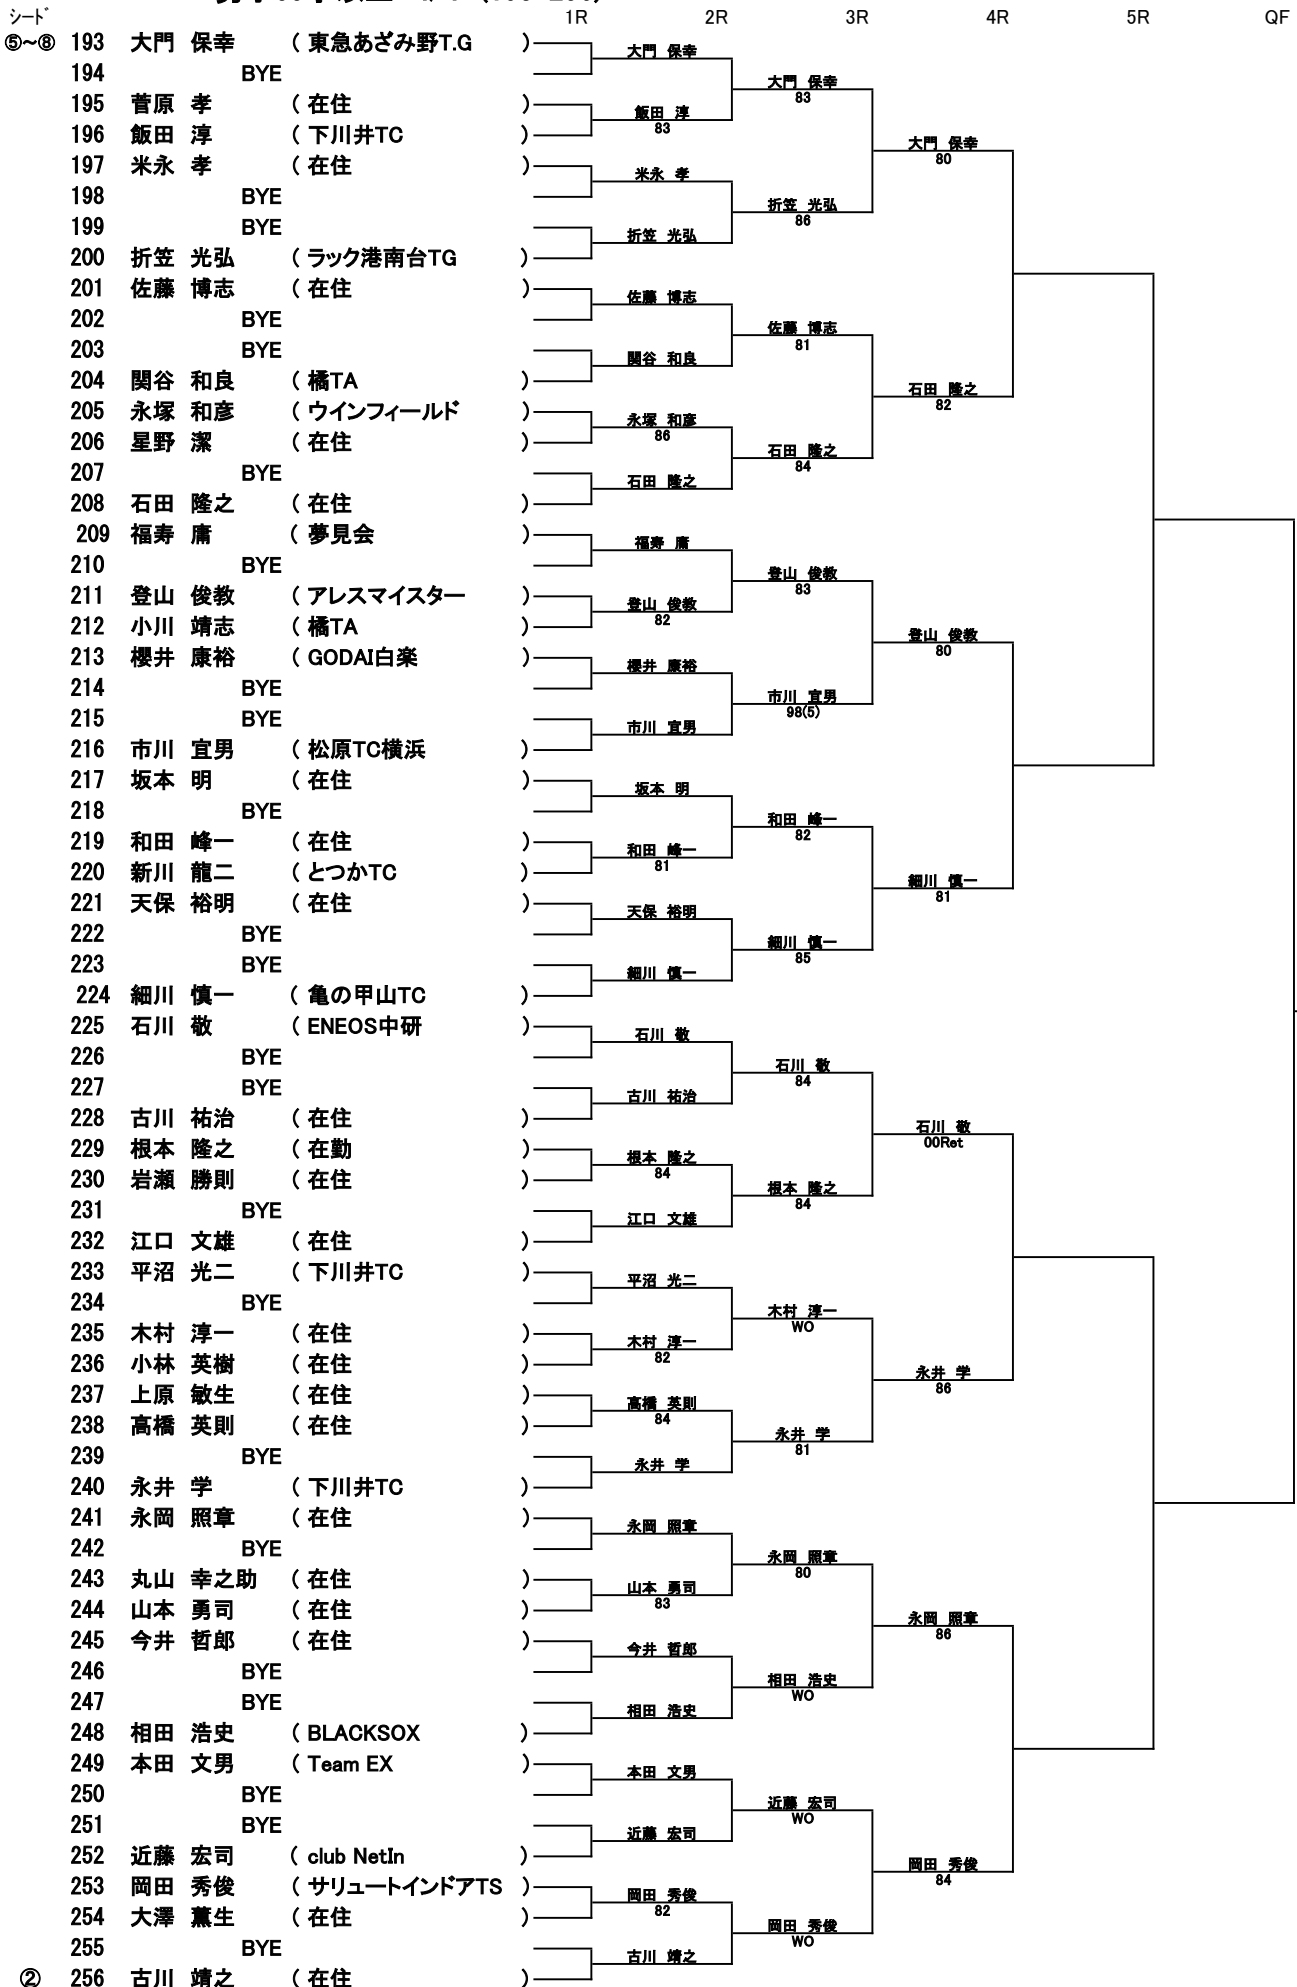 シード 1R 2R 3R 4R 5R QF
⑤~⑧ 193 大門 保幸 ( 東急あざみ野T.G )
194 BYE
195 菅原 孝 ( 在住 )
196 飯田 淳 ( 下川井TC )
197 米永 孝 ( 在住 )
198 BYE
199 BYE
200 折笠 光弘 ( ラック港南台TG )
201 佐藤 博志 ( 在住 )
202 BYE
203 BYE
204 関谷 和良 ( 橘TA )
205 永塚 和彦 ( ウインフィールド )
206 星野 潔 ( 在住 )
207 BYE
208 石田 隆之 ( 在住 )
209 福寿 庸 ( 夢見会 )
210 BYE
211 登山 俊教 ( アレスマイスター )
212 小川 靖志 ( 橘TA )
213 櫻井 康裕 ( GODAI白楽 )
214 BYE
215 BYE
216 市川 宜男 ( 松原TC横浜 )
217 坂本 明 ( 在住 )
218 BYE
219 和田 峰一 ( 在住 )
220 新川 龍二 ( とつかTC )
221 天保 裕明 ( 在住 )
222 BYE
223 BYE
224 細川 慎一 ( 亀の甲山TC )
225 石川 敬 ( ENEOS中研 )
226 BYE
227 BYE
228 古川 祐治 ( 在住 )
229 根本 隆之 ( 在勤 )
230 岩瀬 勝則 ( 在住 )
231 BYE
232 江口 文雄 ( 在住 )
233 平沼 光二 ( 下川井TC )
234 BYE
235 木村 淳一 ( 在住 )
236 小林 英樹 ( 在住 )
237 上原 敏生 ( 在住 )
238 高橋 英則 ( 在住 )
239 BYE
240 永井 学 ( 下川井TC )
241 永岡 照章 ( 在住 )
242 BYE
243 丸山 幸之助 ( 在住 )
244 山本 勇司 ( 在住 )
245 今井 哲郎 ( 在住 )
246 BYE
247 BYE
248 相田 浩史 ( BLACKSOX )
249 本田 文男 ( Team EX )
250 BYE
251 BYE
252 近藤 宏司 ( club NetIn )
253 岡田 秀俊 ( サリュートインドアTS )
254 大澤 薫生 ( 在住 )
255 BYE
② 256 古川 靖之 ( 在住 )
大門 保幸
飯田 淳
83
米永 孝
折笠 光弘
佐藤 博志
関谷 和良
永塚 和彦
86
石田 隆之
福寿 庸
登山 俊教
82
櫻井 康裕
市川 宜男
坂本 明
和田 峰一
81
天保 裕明
細川 慎一
石川 敬
古川 祐治
根本 隆之
84
江口 文雄
平沼 光二
木村 淳一
82
高橋 英則
84
永井 学
永岡 照章
山本 勇司
83
今井 哲郎
相田 浩史
本田 文男
近藤 宏司
岡田 秀俊
82
古川 靖之
大門 保幸
83
折笠 光弘
86
佐藤 博志
81
石田 隆之
84
登山 俊教
83
市川 宜男
98(5)
和田 峰一
82
細川 慎一
85
石川 敬
84
根本 隆之
84
木村 淳一
WO
永井 学
81
永岡 照章
80
相田 浩史
WO
近藤 宏司
WO
岡田 秀俊
WO
大門 保幸
80
石田 隆之
82
登山 俊教
80
細川 慎一
81
石川 敬
00Ret
永井 学
86
永岡 照章
86
岡田 秀俊
84